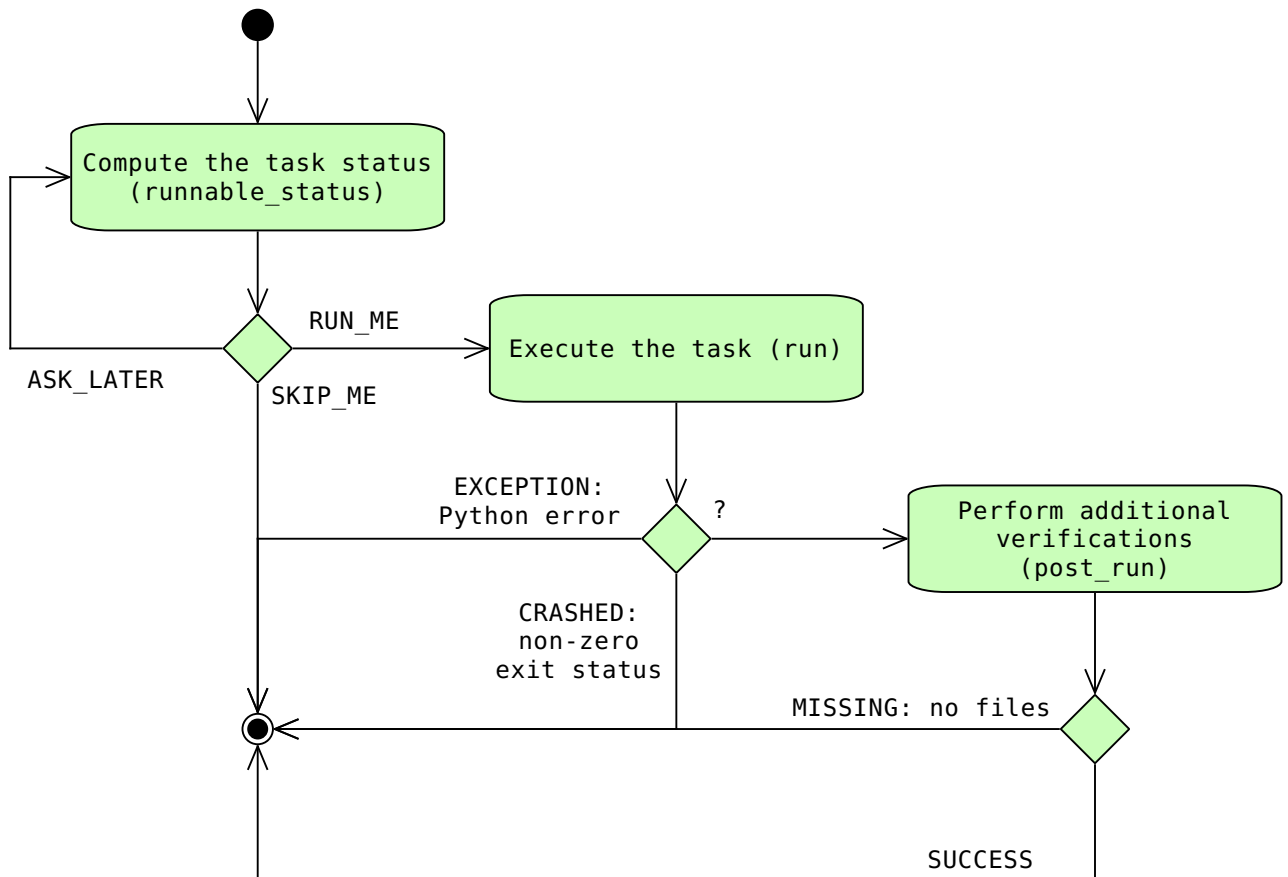 Compute the task status
(runnable_status)
RUN_ME
Execute the task (run)
ASK_LATER
SKIP_ME
EXCEPTION:
Python error
?
Perform additional
verifications
(post_run)
CRASHED:
non-zero
exit status
MISSING: no files
SUCCESS